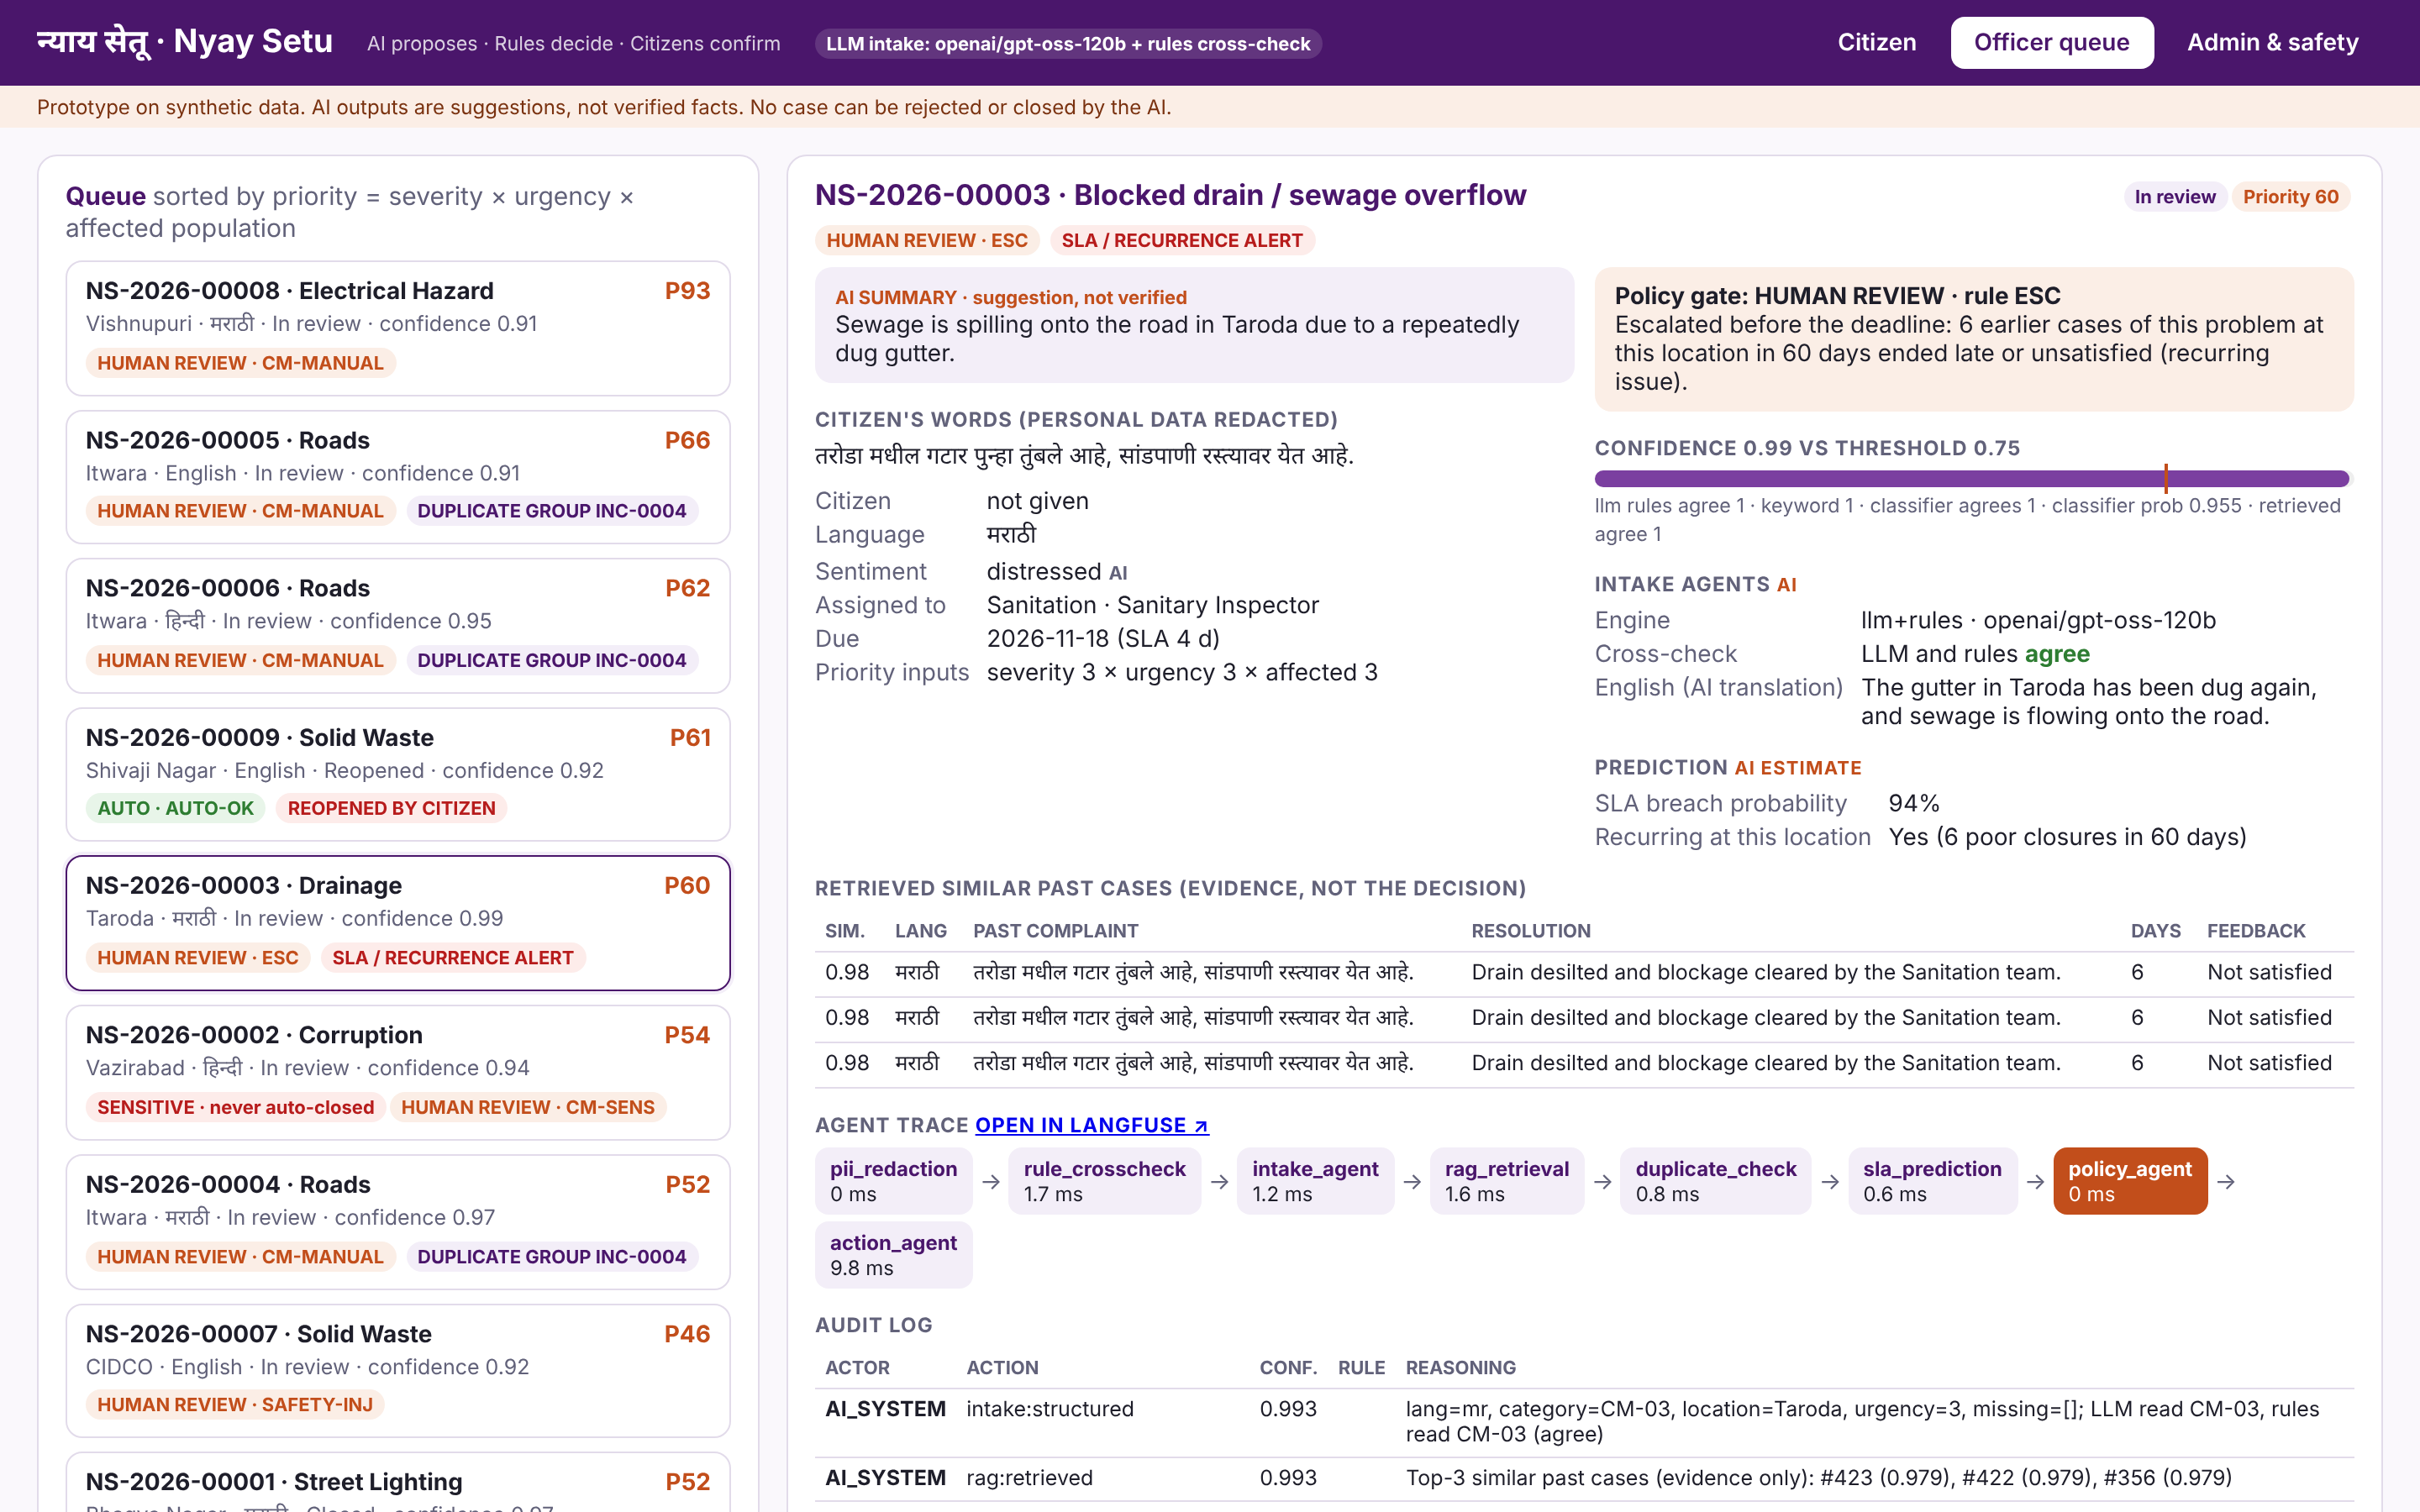 न्याय सेतू · Nyay Setu
AI proposes · Rules decide · Citizens confirm
LLM intake: openai/gpt-oss-120b + rules cross-check
Citizen
Officer queue
Admin & safety
Prototype on synthetic data. AI outputs are suggestions, not verified facts. No case can be rejected or closed by the AI.
Queue sorted by priority = severity × urgency ×
affected population
NS-2026-00008 · Electrical Hazard P93
Vishnupuri · मराठी · In review · confidence 0.91
HUMAN REVIEW · CM-MANUAL
NS-2026-00005 · Roads P66
Itwara · English · In review · confidence 0.91
HUMAN REVIEW · CM-MANUAL DUPLICATE GROUP INC-0004
NS-2026-00006 · Roads P62
Itwara · हिन्दी · In review · confidence 0.95
HUMAN REVIEW · CM-MANUAL DUPLICATE GROUP INC-0004
NS-2026-00009 · Solid Waste P61
Shivaji Nagar · English · Reopened · confidence 0.92
AUTO · AUTO-OK REOPENED BY CITIZEN
NS-2026-00003 · Drainage P60
Taroda · मराठी · In review · confidence 0.99
HUMAN REVIEW · ESC SLA / RECURRENCE ALERT
NS-2026-00002 · Corruption P54
Vazirabad · हिन्दी · In review · confidence 0.94
SENSITIVE · never auto-closed HUMAN REVIEW · CM-SENS
NS-2026-00004 · Roads P52
Itwara · मराठी · In review · confidence 0.97
HUMAN REVIEW · CM-MANUAL DUPLICATE GROUP INC-0004
NS-2026-00007 · Solid Waste P46
CIDCO · English · In review · confidence 0.92
HUMAN REVIEW · SAFETY-INJ
NS-2026-00001 · Street Lighting P52
NS-2026-00003 · Blocked drain / sewage overflow
In review Priority 60
HUMAN REVIEW · ESC SLA / RECURRENCE ALERT
AI SUMMARY · suggestion, not verified
Sewage is spilling onto the road in Taroda due to a repeatedly
dug gutter.
CITIZEN'S WORDS (PERSONAL DATA REDACTED)
तरोडा मधील गटार पुन्हा तुंबले आहे, सांडपाणी रस्त्यावर येत आहे.
Citizen not given
Language मराठी
Sentiment distressed AI
Assigned to Sanitation · Sanitary Inspector
Due 2026-11-18 (SLA 4 d)
Priority inputs severity 3 × urgency 3 × affected 3
Policy gate: HUMAN REVIEW · rule ESC
Escalated before the deadline: 6 earlier cases of this problem at
this location in 60 days ended late or unsatisfied (recurring
issue).
CONFIDENCE 0.99 VS THRESHOLD 0.75
llm rules agree 1 · keyword 1 · classifier agrees 1 · classifier prob 0.955 · retrieved
agree 1
INTAKE AGENTS AI
Engine llm+rules · openai/gpt-oss-120b
Cross-check LLM and rules agree
English (AI translation) The gutter in Taroda has been dug again,
and sewage is flowing onto the road.
PREDICTION AI ESTIMATE
SLA breach probability 94%
Recurring at this location Yes (6 poor closures in 60 days)
RETRIEVED SIMILAR PAST CASES (EVIDENCE, NOT THE DECISION)
SIM. LANG PAST COMPLAINT RESOLUTION DAYS FEEDBACK
0.98 मराठी तरोडा मधील गटार तुंबले आहे, सांडपाणी रस्त्यावर येत आहे. Drain desilted and blockage cleared by the Sanitation team. 6 Not satisfied
0.98 मराठी तरोडा मधील गटार तुंबले आहे, सांडपाणी रस्त्यावर येत आहे. Drain desilted and blockage cleared by the Sanitation team. 6 Not satisfied
0.98 मराठी तरोडा मधील गटार तुंबले आहे, सांडपाणी रस्त्यावर येत आहे. Drain desilted and blockage cleared by the Sanitation team. 6 Not satisfied
AGENT TRACE OPEN IN LANGFUSE ↗
pii_redaction → rule_crosscheck → intake_agent → rag_retrieval → duplicate_check → sla_prediction → policy_agent →
0 ms 1.7 ms 1.2 ms 1.6 ms 0.8 ms 0.6 ms 0 ms
action_agent
9.8 ms
AUDIT LOG
ACTOR ACTION CONF. RULE REASONING
AI_SYSTEM intake:structured 0.993 lang=mr, category=CM-03, location=Taroda, urgency=3, missing=[]; LLM read CM-03, rules
read CM-03 (agree)
AI_SYSTEM rag:retrieved 0.993 Top-3 similar past cases (evidence only): #423 (0.979), #422 (0.979), #356 (0.979)